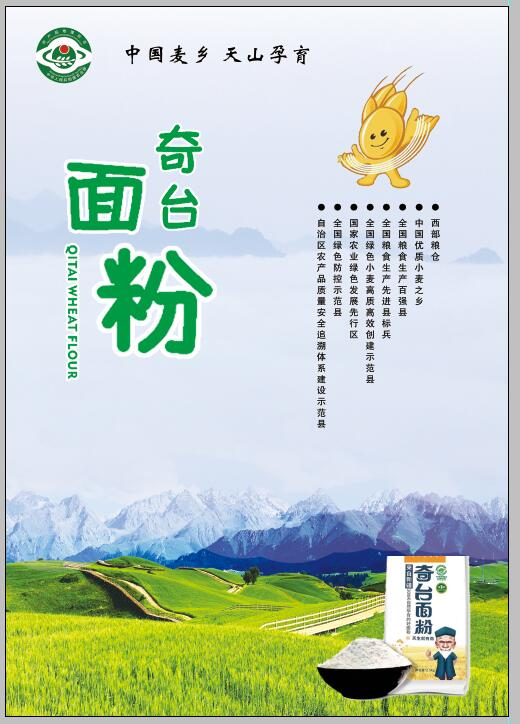 中国麦乡 天山孕育
奇台
面粉
QITAI WHEAT FLOUR
● 西部粮仓
● 中国优质小麦之乡
● 全国粮食生产百强县
● 全国粮食生产先进县标兵
● 全国绿色小麦高质高效创建示范县
● 国家农业绿色发展先行区
● 全国绿色防控示范县
● 自治区农产品质量安全追溯体系建设示范县
奇台面粉